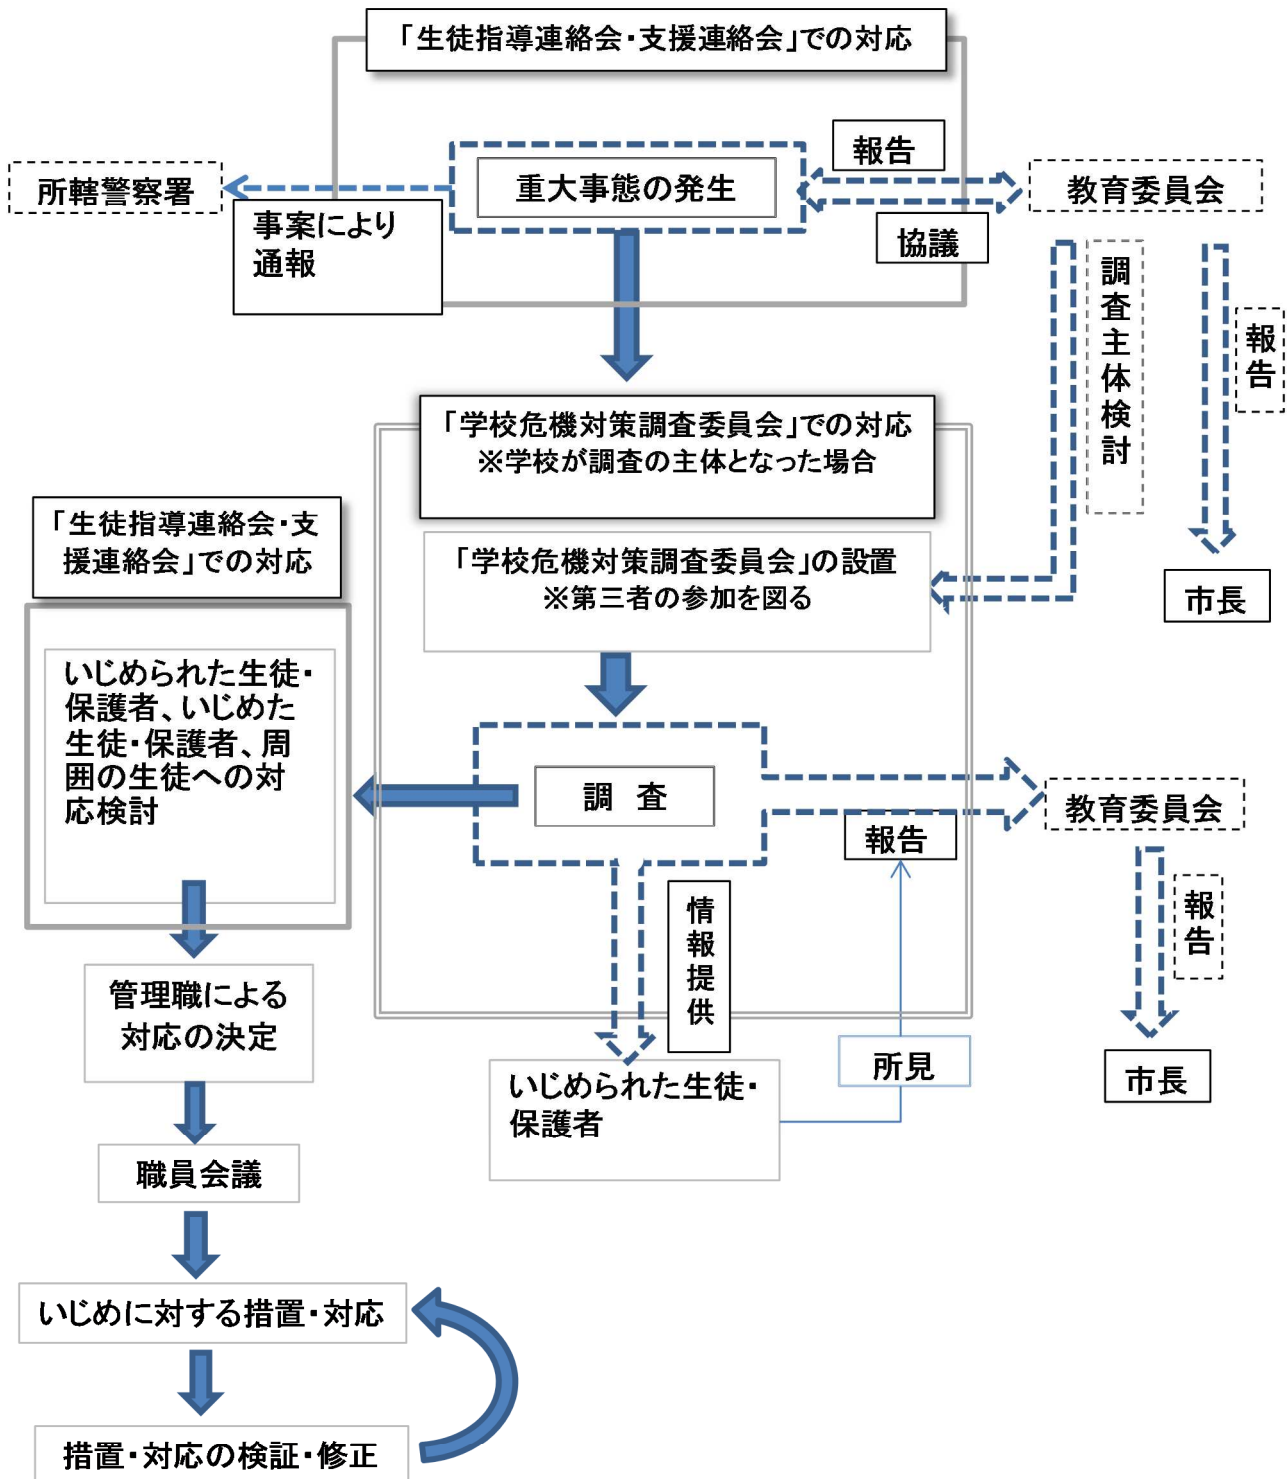 「生徒指導連絡会・支援連絡会」での対応
報告
所轄警察署
重大事態の発生
教育委員会
事案により
通報
協議
調査主体検討
報告
「学校危機対策調査委員会」での対応
※学校が調査の主体となった場合
「生徒指導連絡会・支
援連絡会」での対応
「学校危機対策調査委員会」の設置
※第三者の参加を図る
市長
いじめられた生徒・
保護者、いじめた
生徒・保護者、周
囲の生徒への対
応検討
調 査
教育委員会
報告
情報提供
報告
管理職による
対応の決定
所見
市長
いじめられた生徒・
保護者
職員会議
いじめに対する措置・対応
措置・対応の検証・修正